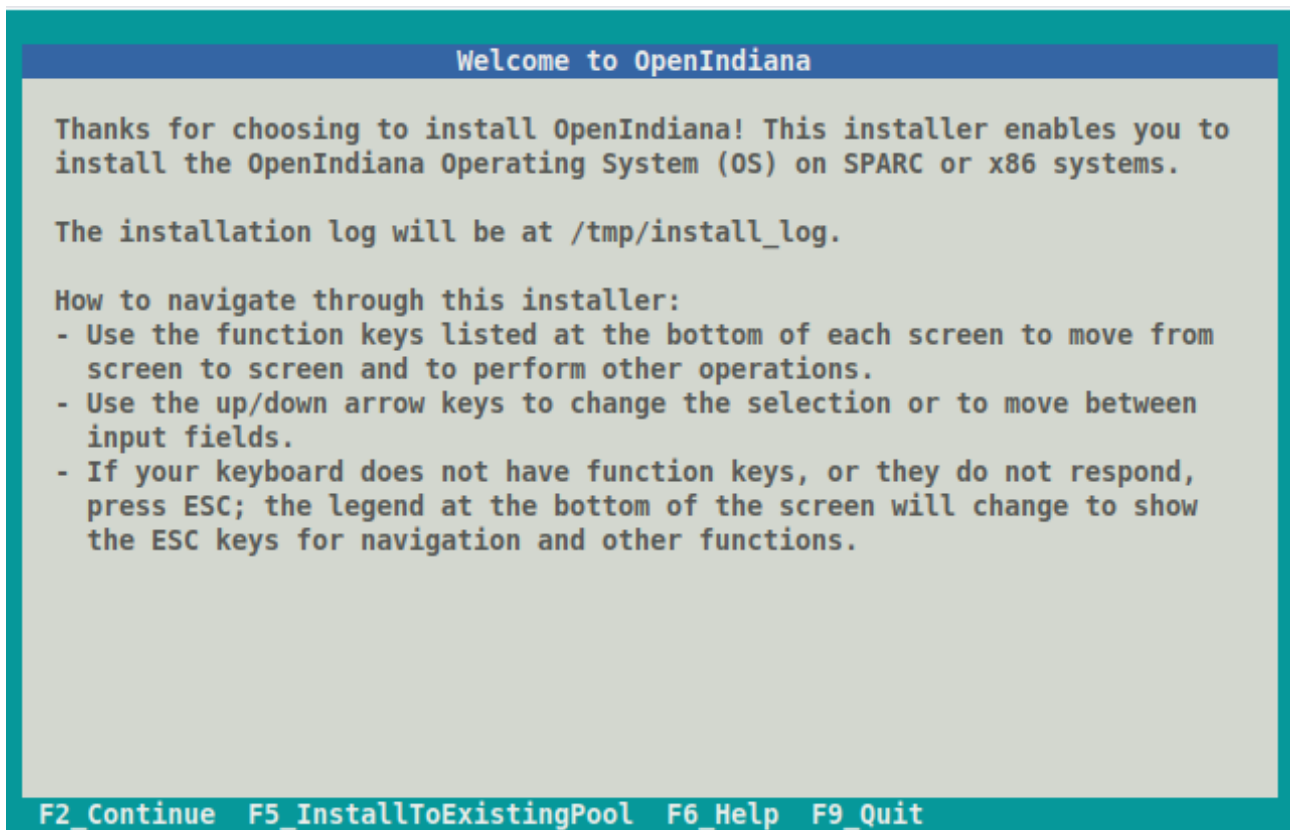 Welcome to OpenIndiana
Thanks for choosing to install OpenIndiana! This installer enables you to
install the OpenIndiana Operating System (OS) on SPARC or x86 systems.
The installation log will be at /tmp/install_log.
How to navigate through this installer:
- Use the function keys listed at the bottom of each screen to move from
screen to screen and to perform other operations.
- Use the up/down arrow keys to change the selection or to move between
input fields.
- If your keyboard does not have function keys, or they do not respond,
press ESC; the legend at the bottom of the screen will change to show
the ESC keys for navigation and other functions.
F2_Continue  F5_InstallToExistingPool  F6_Help  F9_Quit